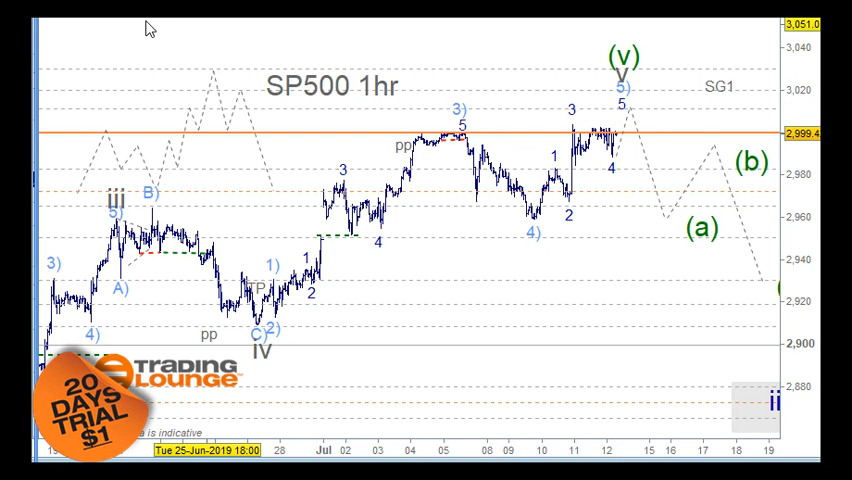 3,051.0
3,040
(v)
v
5)
5
SP500 1hr
SG1
3)
5
3
3,020
2,999.4
pp
1
4
(b)
3
2,980
iii
B)
5)
2
2,960
4)
(a)
4
2,940
3)
A)
TP
1)
1
2
2,920
4)
pp
C)
2)
iv
2,900
TRADING
LOUNGE
20
DAYS
TRIAL
$1
2,880
ii
a is indicative
19
Tue 25-Jun-2019 18:00
28
Jul
02
03
04
05
08
09
10
11
12
15
16
17
18
19